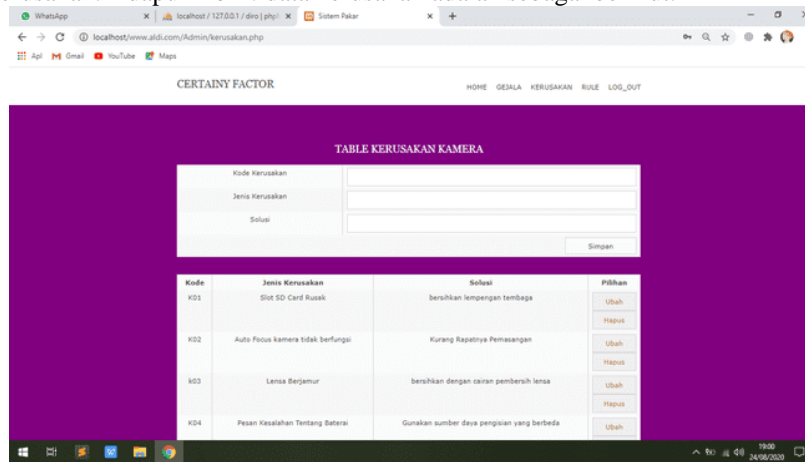 WhatsApp
localhost / 127.0.0.1 / diro | php
Sistem Pakar
localhost/www.aldi.com/Admin/kerusakan.php
Apl Gmail YouTube Maps
CERTAINY FACTOR
HOME GEJALA KERUSAKAN RULE LOG_OUT
TABLE KERUSAKAN KAMERA
Kode Kerusakan
Jenis Kerusakan
Solusi
Simpan
Kode Jenis Kerusakan Solusi Pilihan
K01 Slot SD Card Rusak bersihkan lempengan tembaga Ubah
Hapus
K02 Auto Focus kamera tidak berfungsi Kurang Rapatnya Pemasangan Ubah
Hapus
k03 Lensa Berjamur bersihkan dengan cairan pembersih lensa Ubah
Hapus
K04 Pesan Kesalahan Tentang Baterai Gunakan sumber daya pengisian yang berbeda Ubah
19:00
24/08/2020